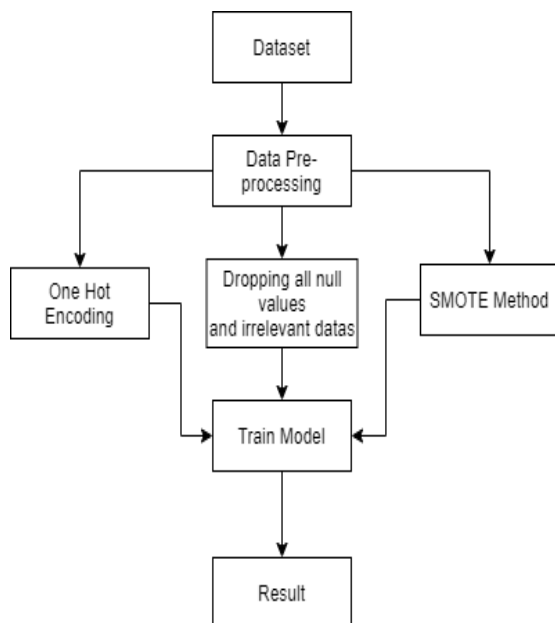 Dataset
Data Pre-
processing
One Hot
Encoding
Dropping all null
values
and irrelevant datas
SMOTE Method
Train Model
Result